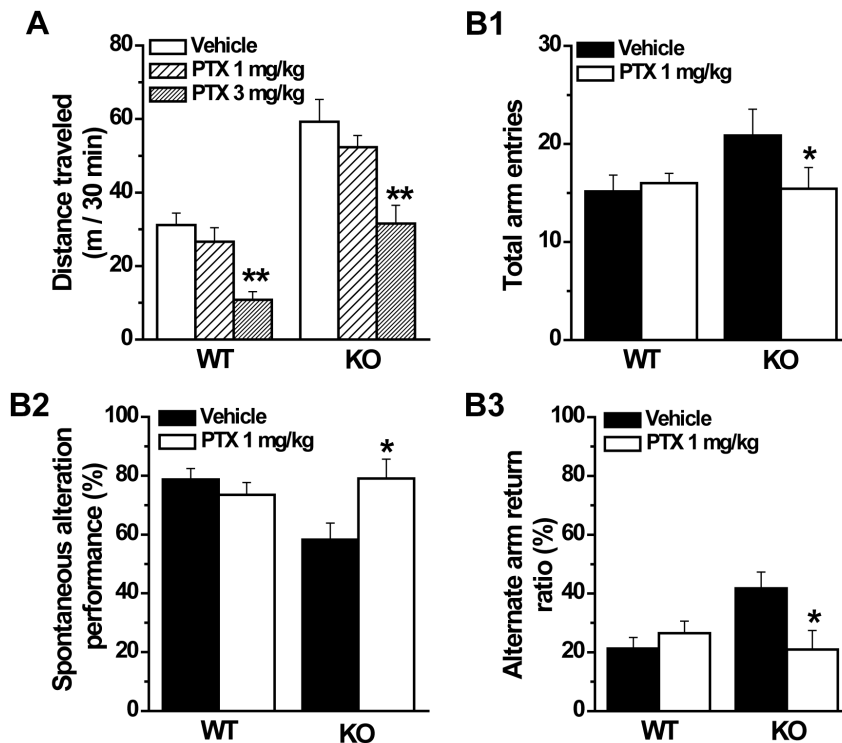 A
Distance traveled
(m / 30 min)
80
60
40
20
0
Vehicle
PTX 1 mg/kg
PTX 3 mg/kg
**
**
WT
KO
B1
Total arm entries
30
20
10
0
Vehicle
PTX 1 mg/kg
*
WT
KO
B2
Spontaneous alteration
performance (%)
100
80
60
40
20
0
Vehicle
PTX 1 mg/kg
*
WT
KO
B3
Alternate arm return
ratio (%)
100
80
60
40
20
0
Vehicle
PTX 1 mg/kg
*
WT
KO